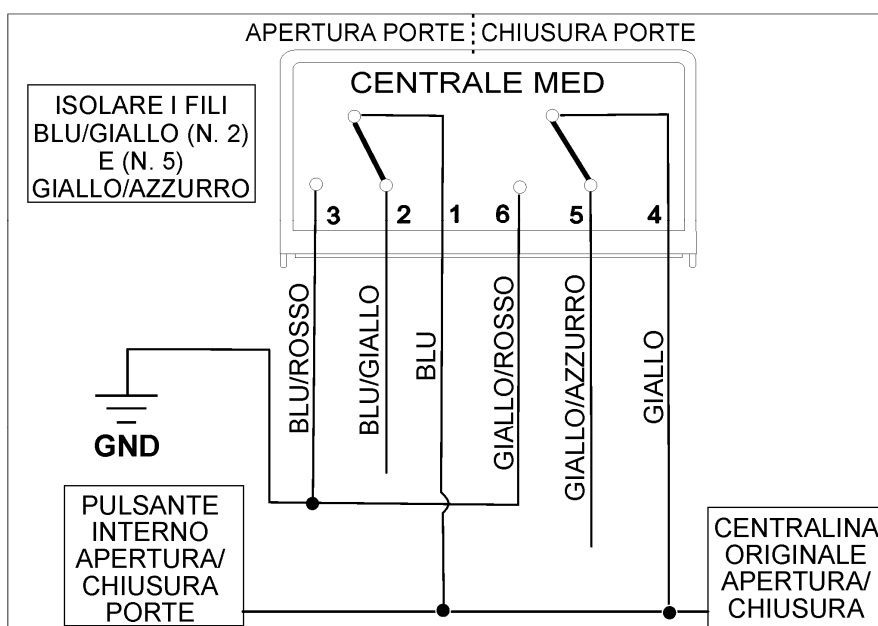 APERTURA PORTE CHIUSURA PORTE
CENTRALE MED
ISOLARE I FILI
BLU/GIALLO (N. 2)
E (N. 5)
GIALLO/AZZURRO
3 2 1 6 5 4
BLU/ROSSO
BLU/GIALLO
BLU
GIALLO/ROSSO
GIALLO/AZZURRO
GIALLO
GND
PULSANTE
INTERNO
APERTURA/
CHIUSURA
PORTE
CENTRALINA
ORIGINALE
APERTURA/
CHIUSURA